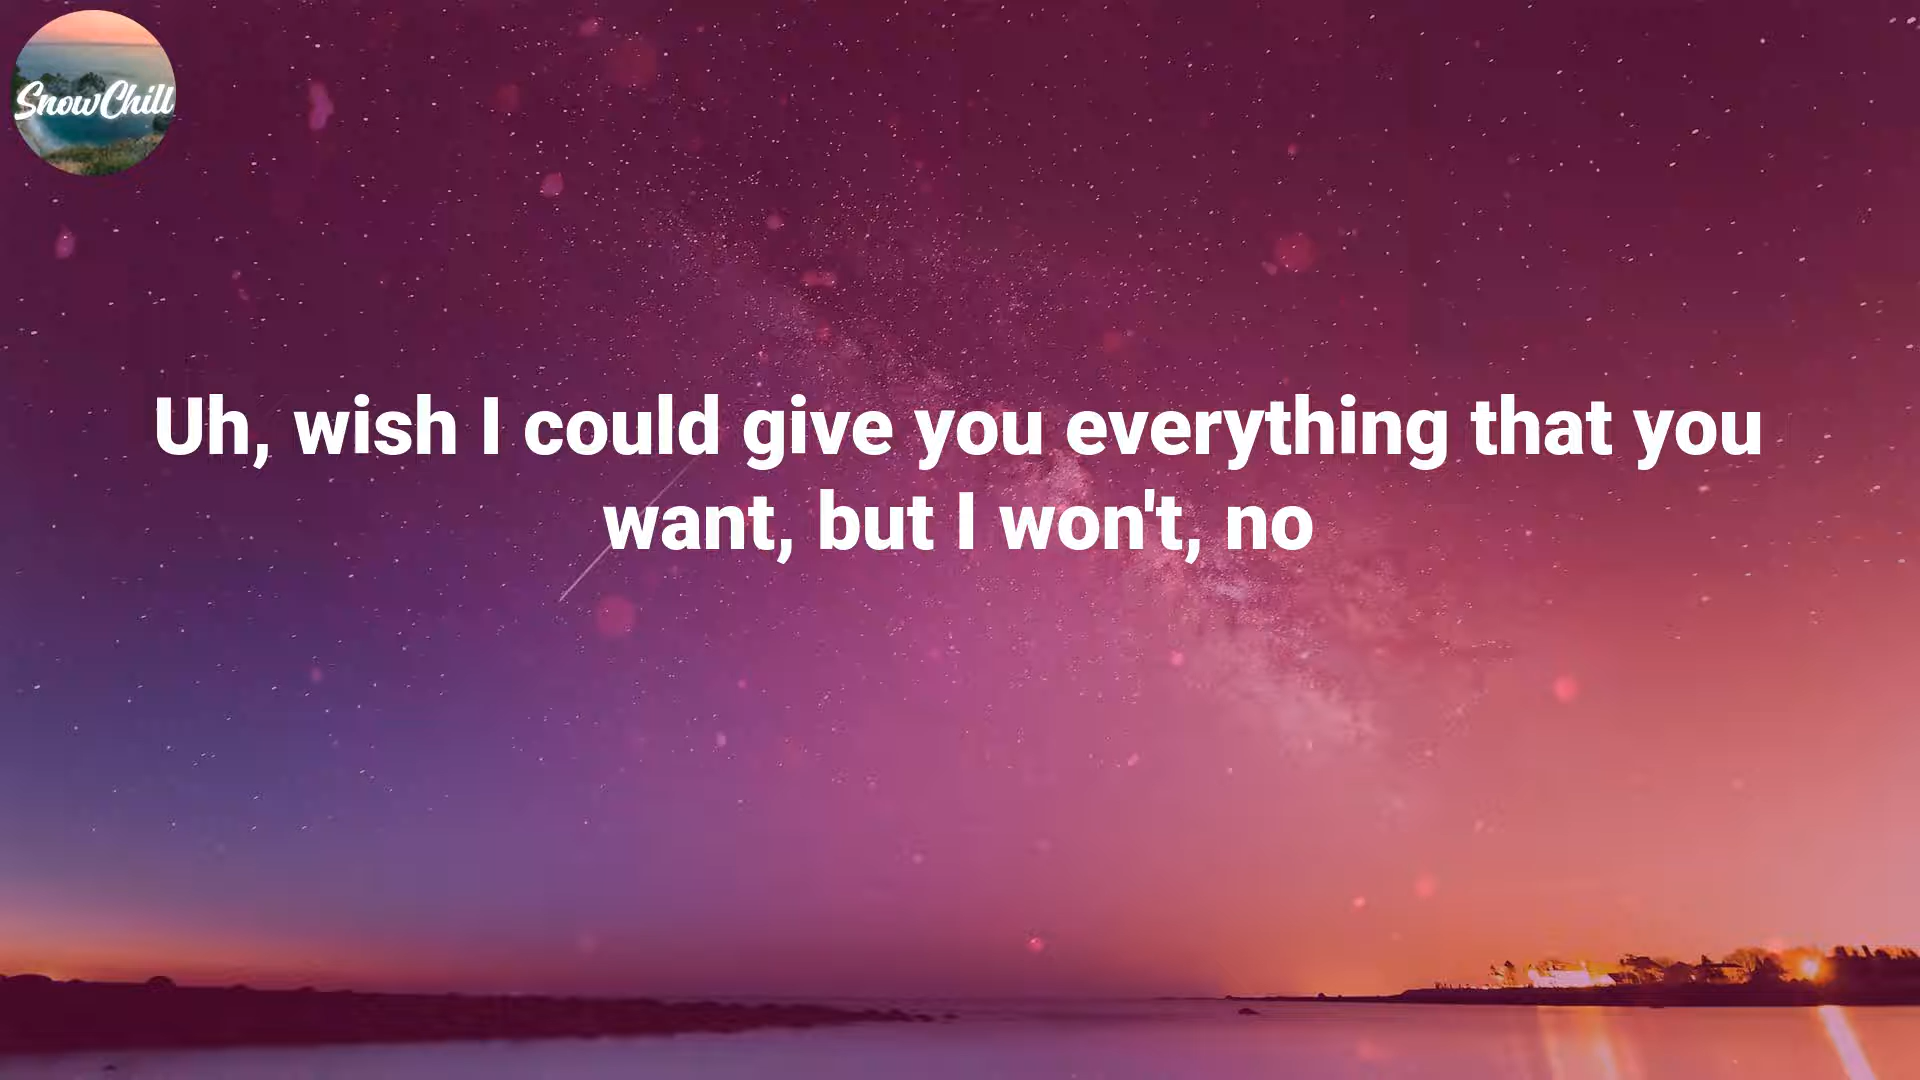 SnowChill
Uh, wish I could give you everything that you
want, but I won't, no